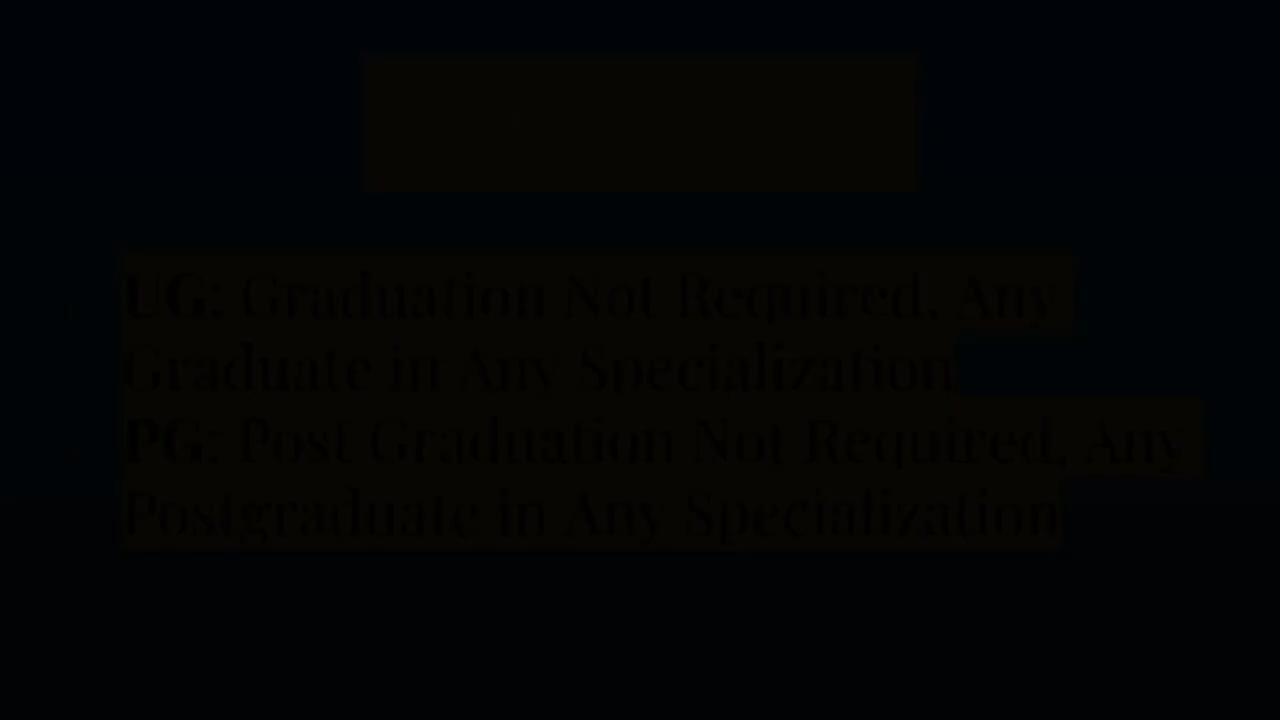 UG: Graduation Not Required, Any
Graduate in Any Specialization
PG: Post Graduation Not Required, Any
Postgraduate in Any Specialization